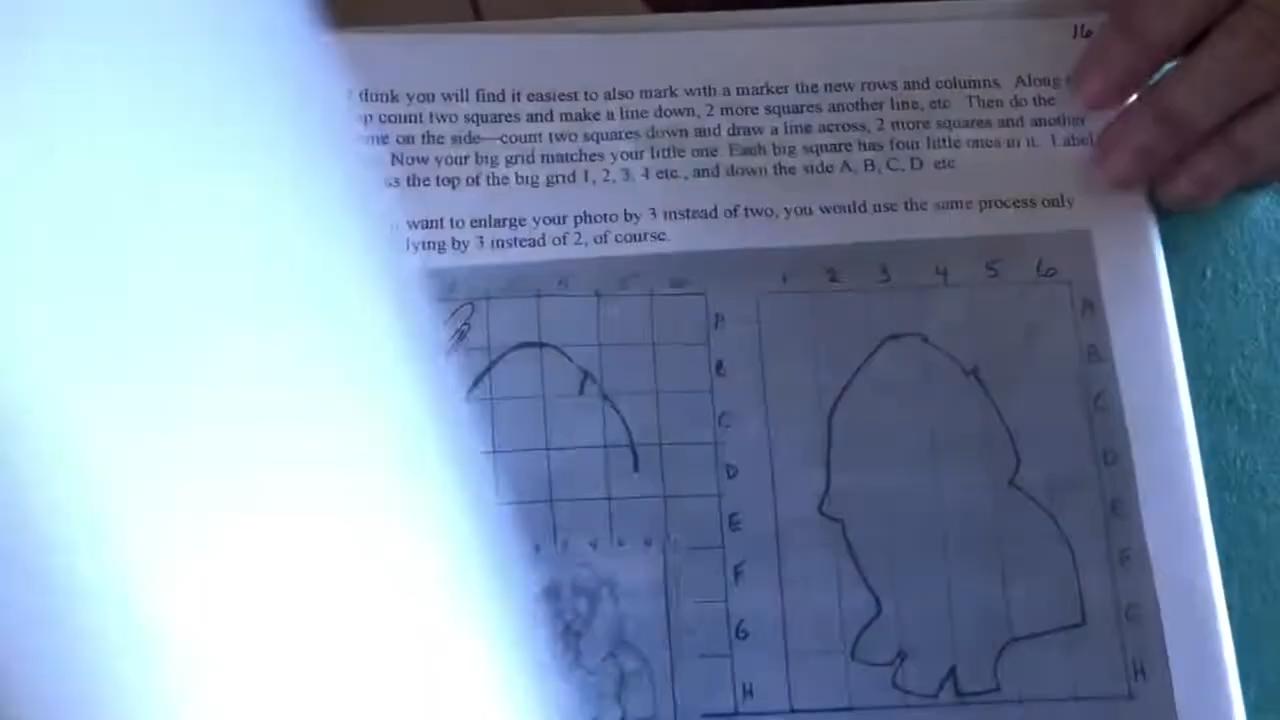 16
think you will find it easiest to also mark with a marker the new rows and columns. Along
p count two squares and make a line down, 2 more squares another line, etc. Then do the
me on the side—count two squares down and draw a line across, 2 more squares and another
Now your big grid matches your little one. Each big square has four little ones in it. Label
ss the top of the big grid 1, 2, 3, 4 etc., and down the side A, B, C, D etc
want to enlarge your photo by 3 instead of two, you would use the same process only
lying by 3 instead of 2, of course.
1 2 3 4 5 6
A
B
C
D
E
F
G
H
A
B
C
D
E
F
G
H